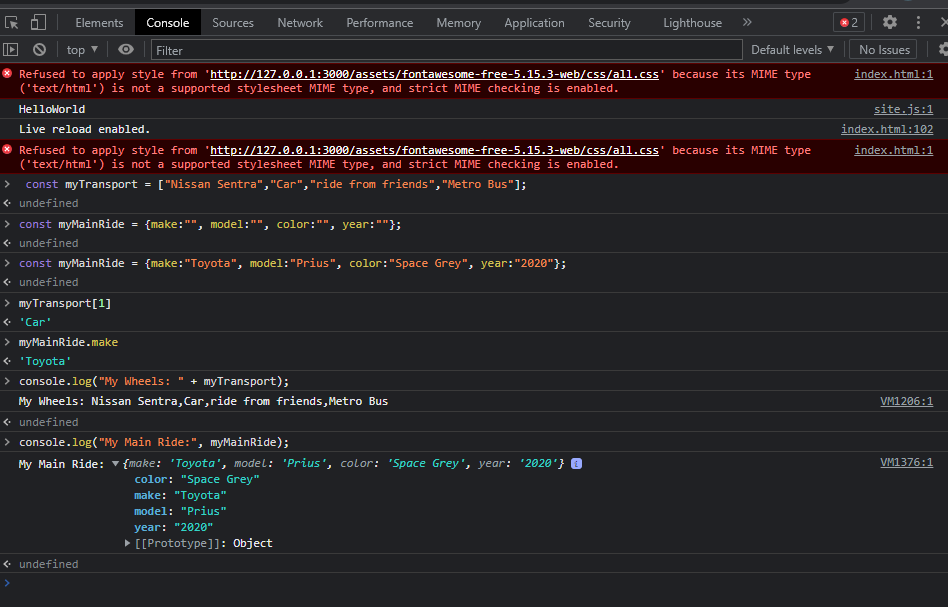 Elements Console Sources Network Performance Memory Application Security Lighthouse » 2
top ▼ Filter Default levels ▼ No Issues
Refused to apply style from 'http://127.0.0.1:3000/assets/fontawesome-free-5.15.3-web/css/all.css' because its MIME type index.html:1
('text/html') is not a supported stylesheet MIME type, and strict MIME checking is enabled.
HelloWorld site.js:1
Live reload enabled. index.html:102
Refused to apply style from 'http://127.0.0.1:3000/assets/fontawesome-free-5.15.3-web/css/all.css' because its MIME type index.html:1
('text/html') is not a supported stylesheet MIME type, and strict MIME checking is enabled.
> const myTransport = ["Nissan Sentra","Car","ride from friends","Metro Bus"];
undefined
> const myMainRide = {make:"", model:"", color:"", year:""};
undefined
> const myMainRide = {make:"Toyota", model:"Prius", color:"Space Grey", year:"2020"};
undefined
> myTransport[1]
'Car'
> myMainRide.make
'Toyota'
> console.log("My Wheels: " + myTransport);
My Wheels: Nissan Sentra,Car,ride from friends,Metro Bus VM1206:1
undefined
> console.log("My Main Ride:", myMainRide);
My Main Ride: ▼{make: 'Toyota', model: 'Prius', color: 'Space Grey', year: '2020'} i VM1376:1
color: "Space Grey"
make: "Toyota"
model: "Prius"
year: "2020"
▶[[Prototype]]: Object
undefined
>